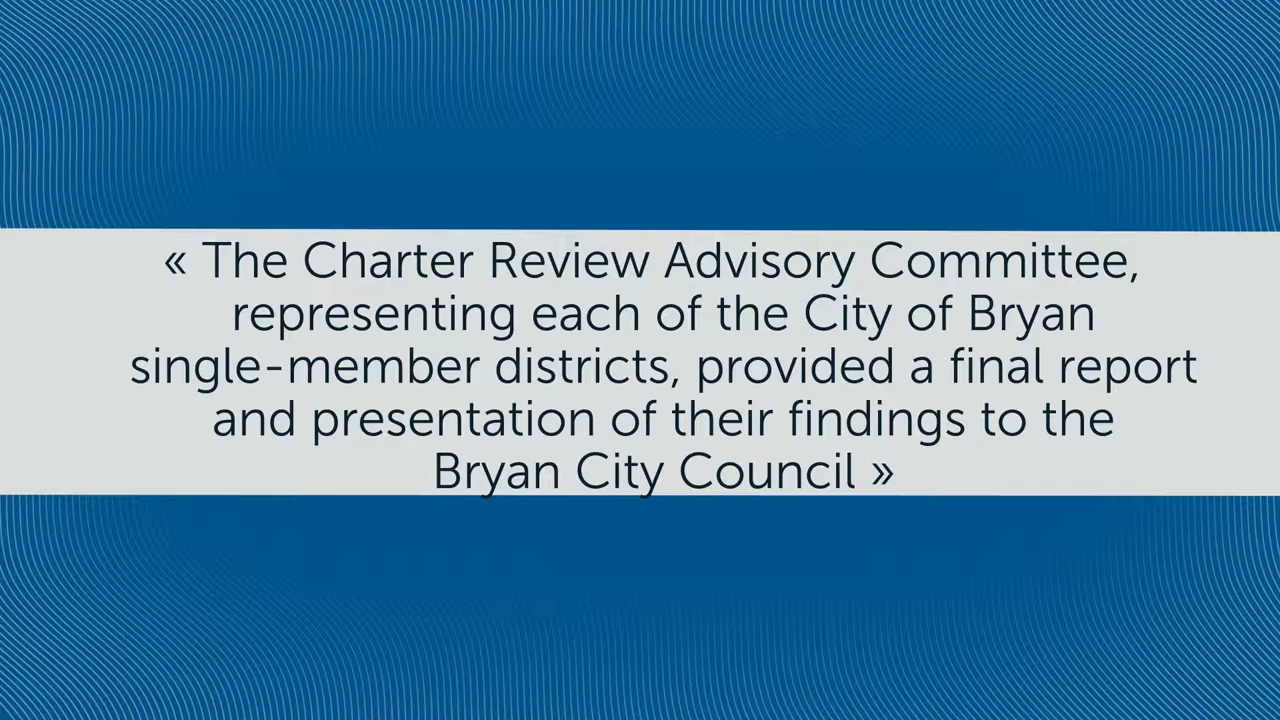 « The Charter Review Advisory Committee,
representing each of the City of Bryan
single-member districts, provided a final report
and presentation of their findings to the
Bryan City Council »